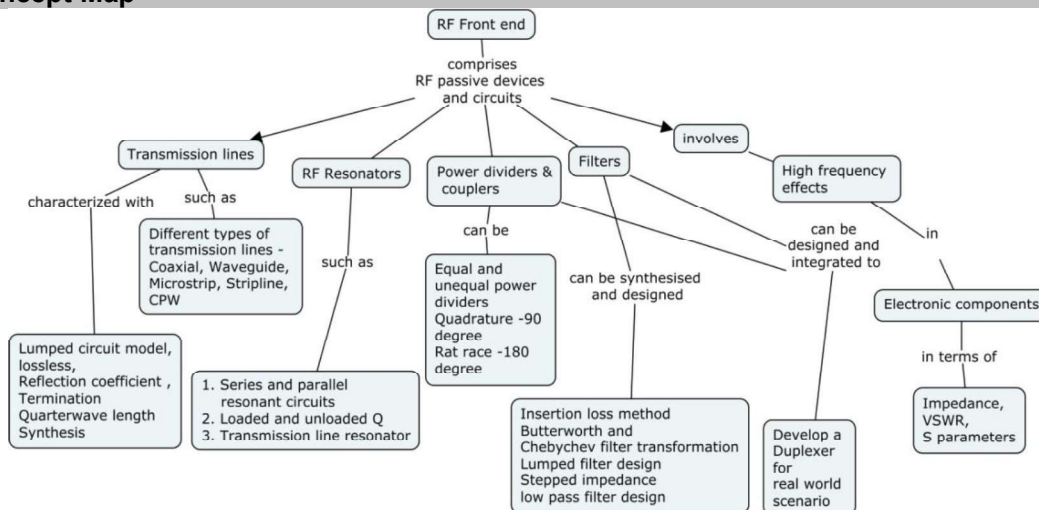 RF Front end
comprises
RF passive devices
and circuits
involves
Transmission lines
RF Resonators
Power dividers &
couplers
Filters
High frequency
effects
characterized with
such as
Different types of
transmission lines -
Coaxial, Waveguide,
Microstrip, Stripline,
CPW
such as
can be
can be synthesised
and designed
can be
designed and
integrated to
in
Electronic components
in terms of
Lumped circuit model,
lossless,
Reflection coefficient ,
Termination
Quarterwave length
Synthesis
1. Series and parallel
resonant circuits
2. Loaded and unloaded Q
3. Transmission line resonator
Equal and
unequal power
dividers
Quadrature -90
degree
Rat race -180
degree
Insertion loss method
Butterworth and
Chebychev filter transformation
Lumped filter design
Stepped impedance
low pass filter design
Develop a
Duplexer
for
real world
scenario
Impedance,
VSWR,
S parameters